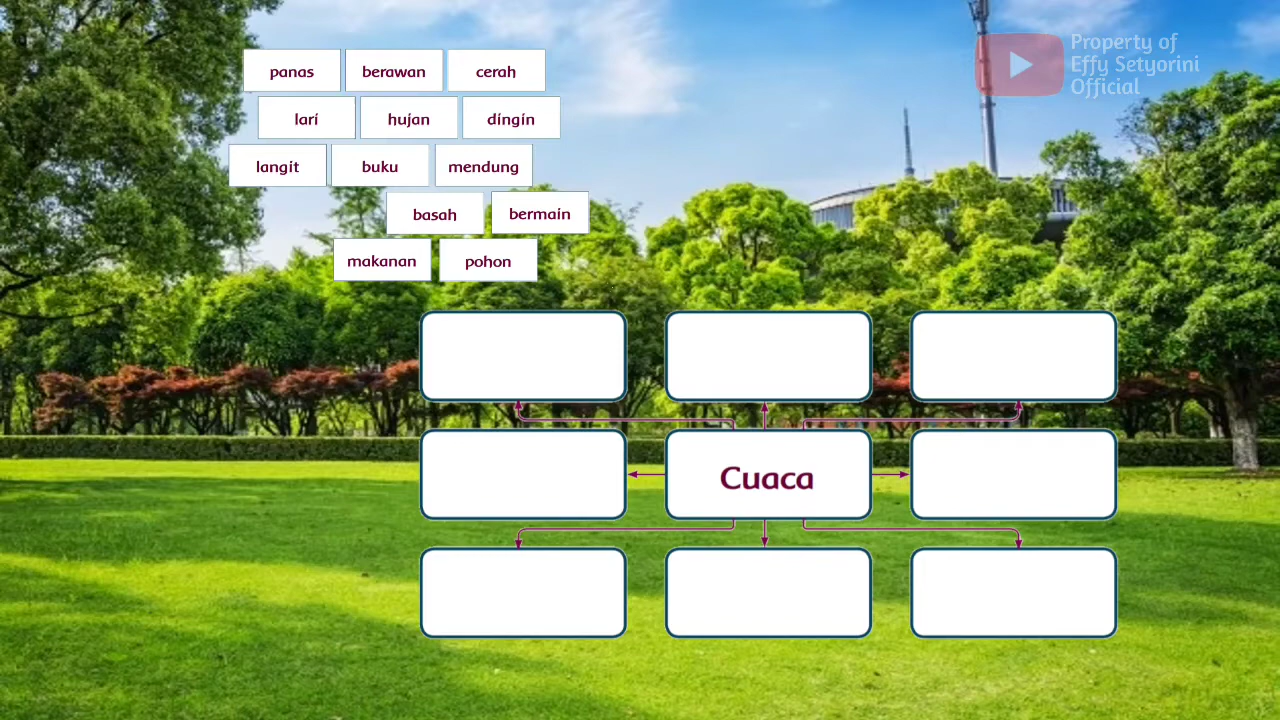 panas berawan cerah
lari hujan dingin
langit buku mendung
basah bermain
makanan pohon
Cuaca
Property of
Effy Setyorini
Official